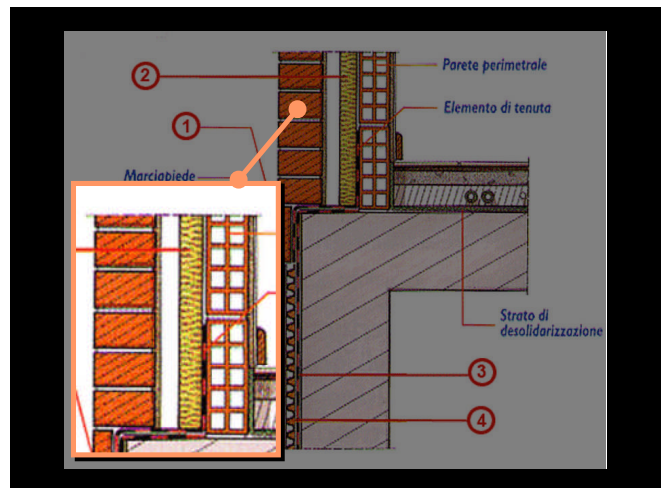 2
Parete perimetrale
Elemento di tenuta
1
Marciapiede
Strato di
desolidarizzazione
3
4